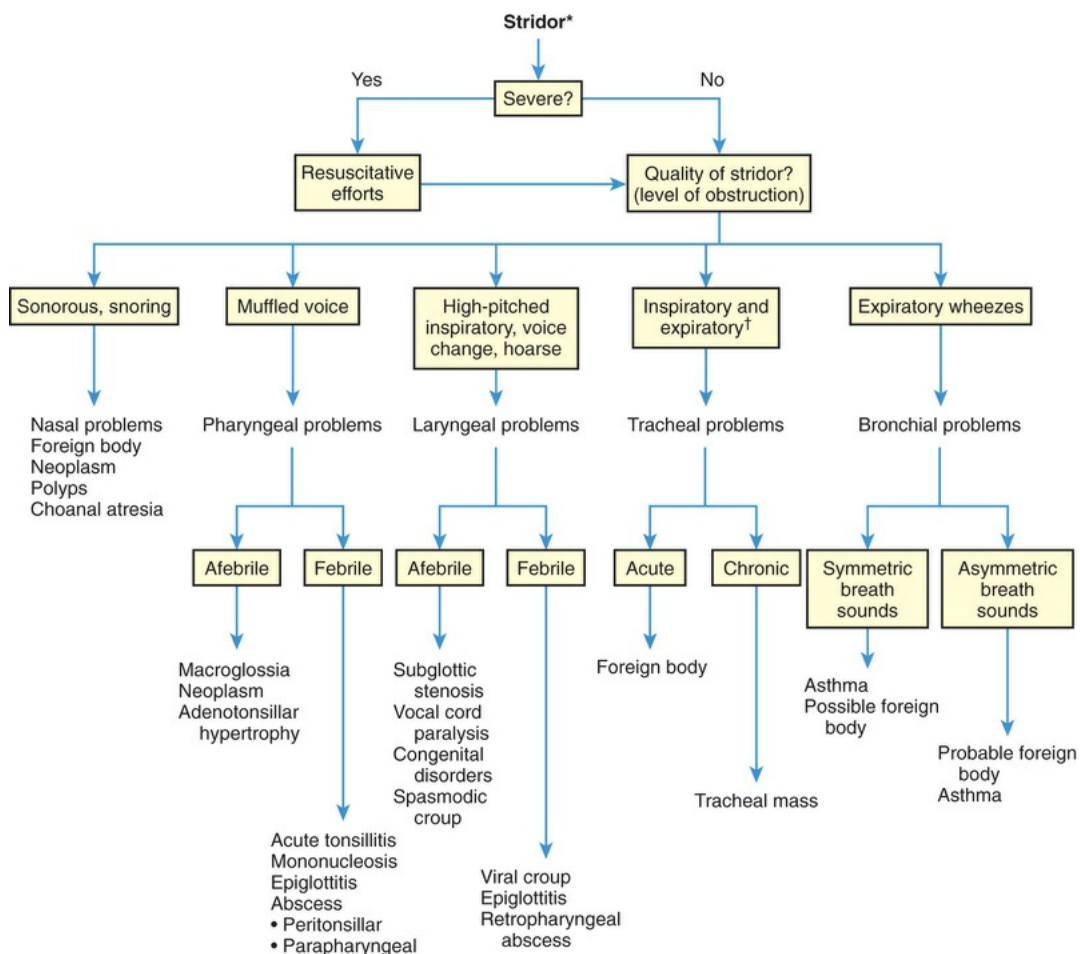 Stridor*
Yes
No
Severe?
Resuscitative
efforts
Quality of stridor?
(level of obstruction)
Sonorous, snoring
Muffled voice
High-pitched
inspiratory, voice
change, hoarse
Inspiratory and
expiratory†
Expiratory wheezes
Nasal problems
Foreign body
Neoplasm
Polyps
Choanal atresia
Pharyngeal problems
Laryngeal problems
Tracheal problems
Bronchial problems
Afebrile
Febrile
Afebrile
Febrile
Acute
Chronic
Symmetric
breath
sounds
Asymmetric
breath
sounds
Macroglossia
Neoplasm
Adenotonsillar
hypertrophy
Acute tonsillitis
Mononucleosis
Epiglottitis
Abscess
• Peritonsillar
• Parapharyngeal
Subglottic
stenosis
Vocal cord
paralysis
Congenital
disorders
Spasmodic
croup
Viral croup
Epiglottitis
Retropharyngeal
abscess
Foreign body
Tracheal mass
Asthma
Possible foreign
body
Probable foreign
body
Asthma